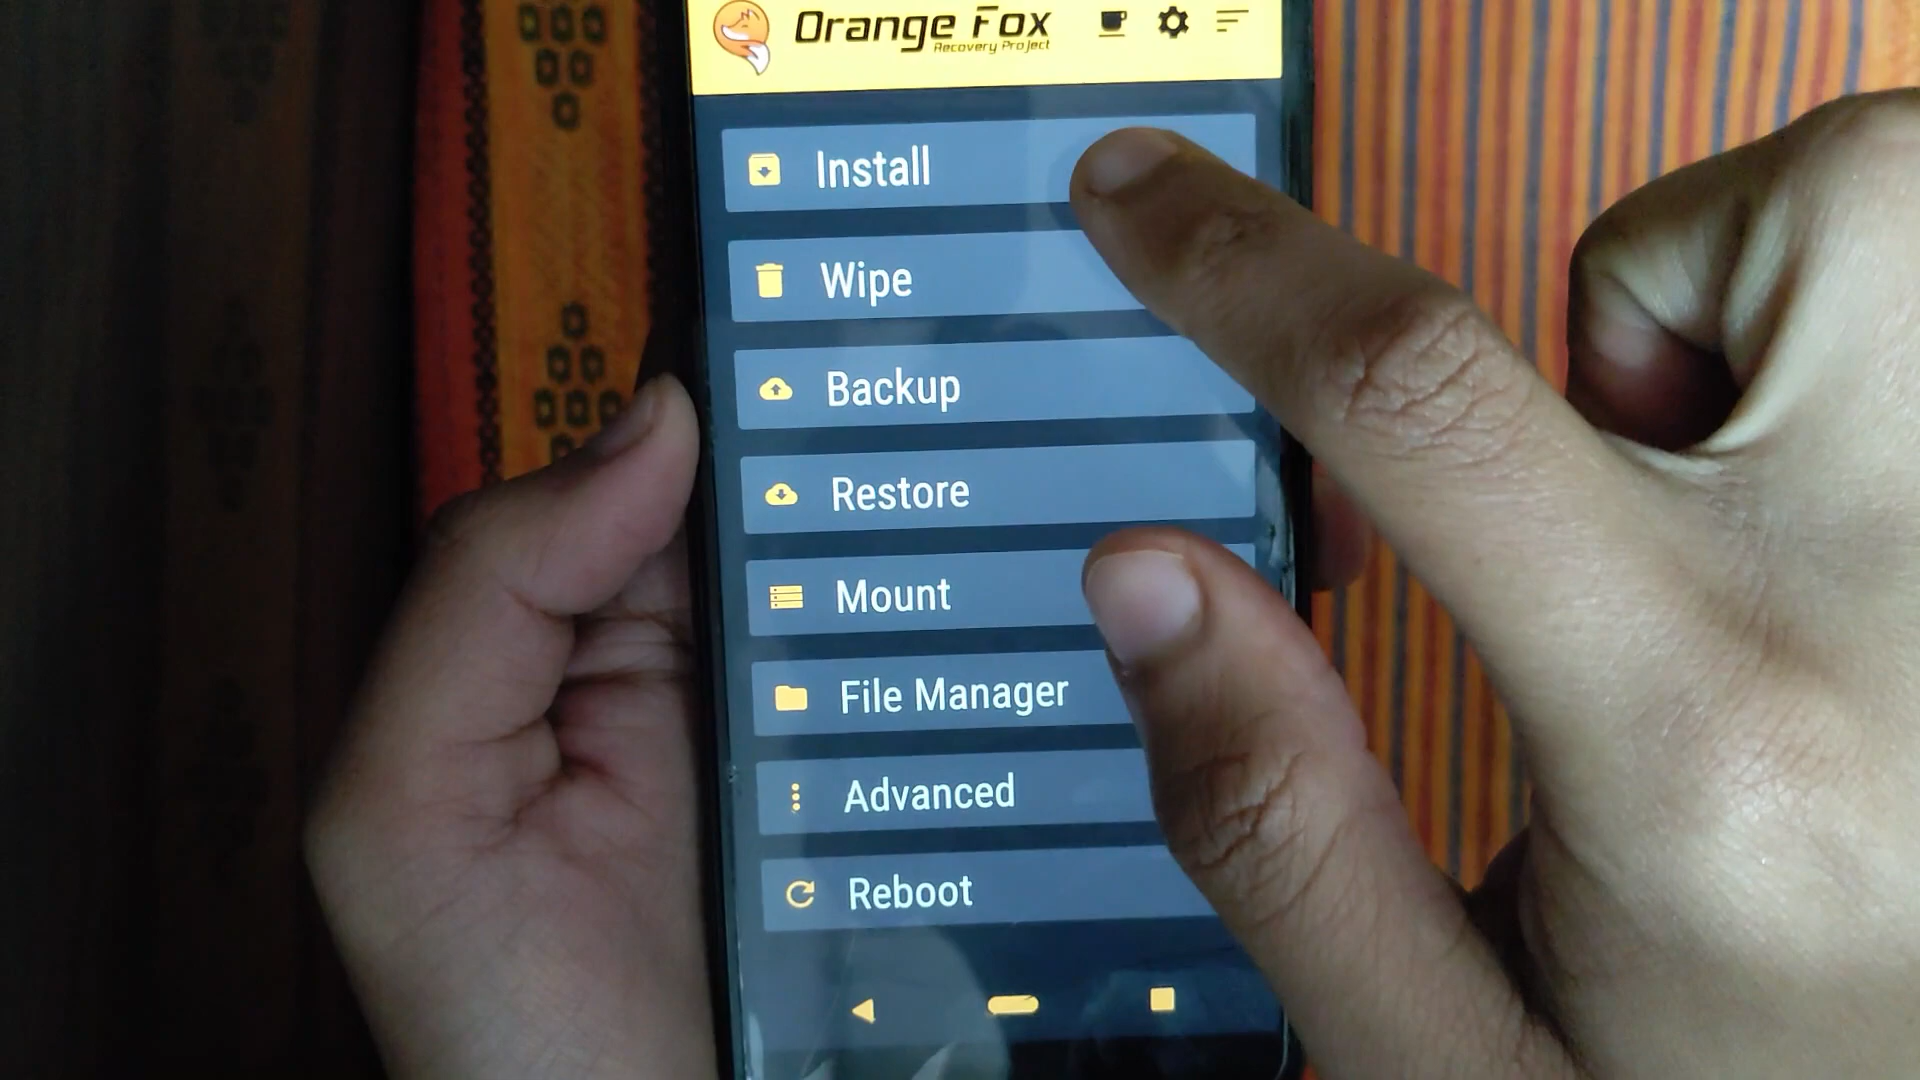 Orange Fox
Recovery Project
Install
Wipe
Backup
Restore
Mount
File Manager
Advanced
Reboot